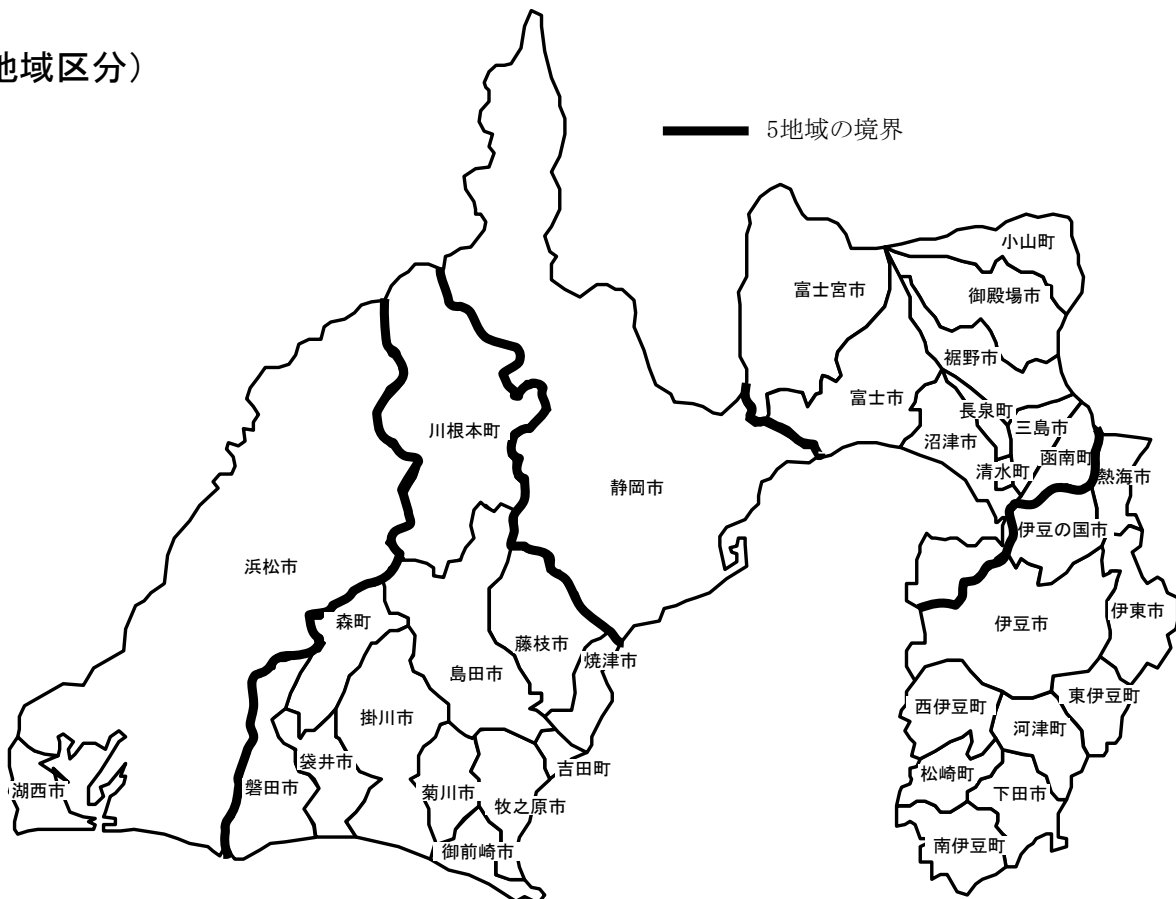 地域区分）
5地域の境界
小山町
富士宮市
御殿場市
裾野市
富士市
長泉町
川根本町
三島市
沼津市
函南町
清水町
熱海市
静岡市
伊豆の国市
浜松市
伊東市
森町
伊豆市
藤枝市
焼津市
島田市
東伊豆町
西伊豆町
掛川市
河津町
袋井市
吉田町
松崎町
磐田市
湖西市
菊川市
下田市
牧之原市
南伊豆町
御前崎市